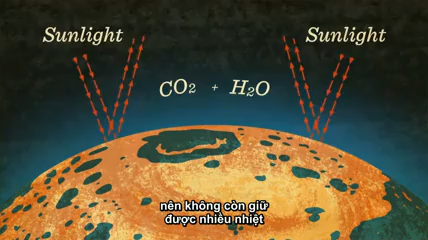 Sunlight
Sunlight
CO₂ + H₂O
nên không còn giữ
được nhiều nhiệt